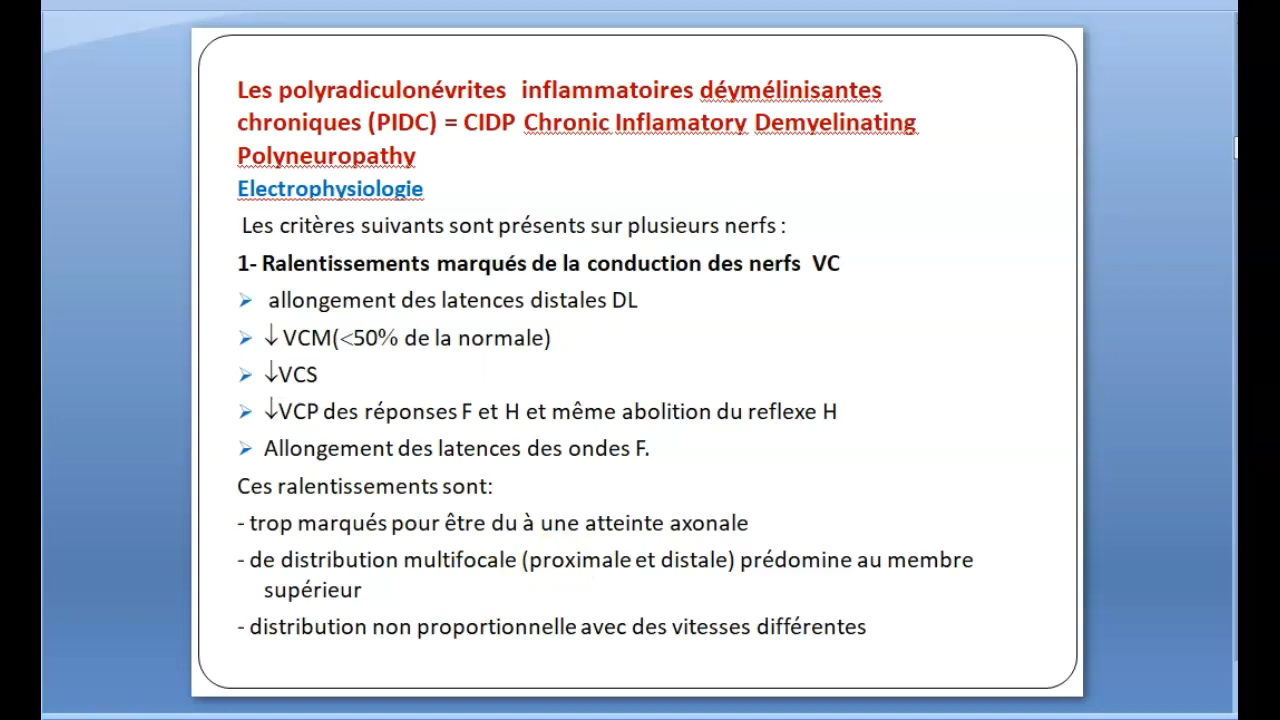 Les polyradiculonévrites inflammatoires déymélinisantes
chroniques (PIDC) = CIDP Chronic Inflamatory Demyelinating
Polyneuropathy
Electrophysiologie
Les critères suivants sont présents sur plusieurs nerfs :
1- Ralentissements marqués de la conduction des nerfs VC
➢ allongement des latences distales DL
➢ ↓ VCM(<50% de la normale)
➢ ↓VCS
➢ ↓VCP des réponses F et H et même abolition du reflexe H
➢ Allongement des latences des ondes F.
Ces ralentissements sont:
- trop marqués pour être du à une atteinte axonale
- de distribution multifocale (proximale et distale) prédomine au membre
supérieur
- distribution non proportionnelle avec des vitesses différentes